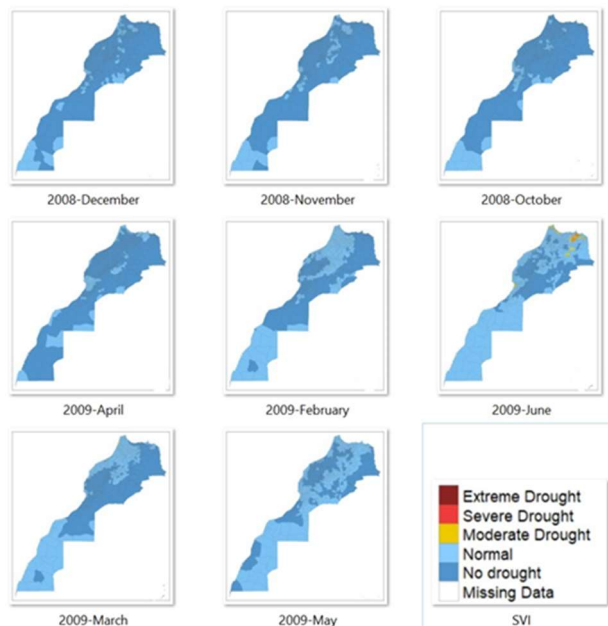 2008-December
2008-November
2008-October
2009-April
2009-February
2009-June
2009-March
2009-May
Extreme Drought
Severe Drought
Moderate Drought
Normal
No drought
Missing Data
SVI